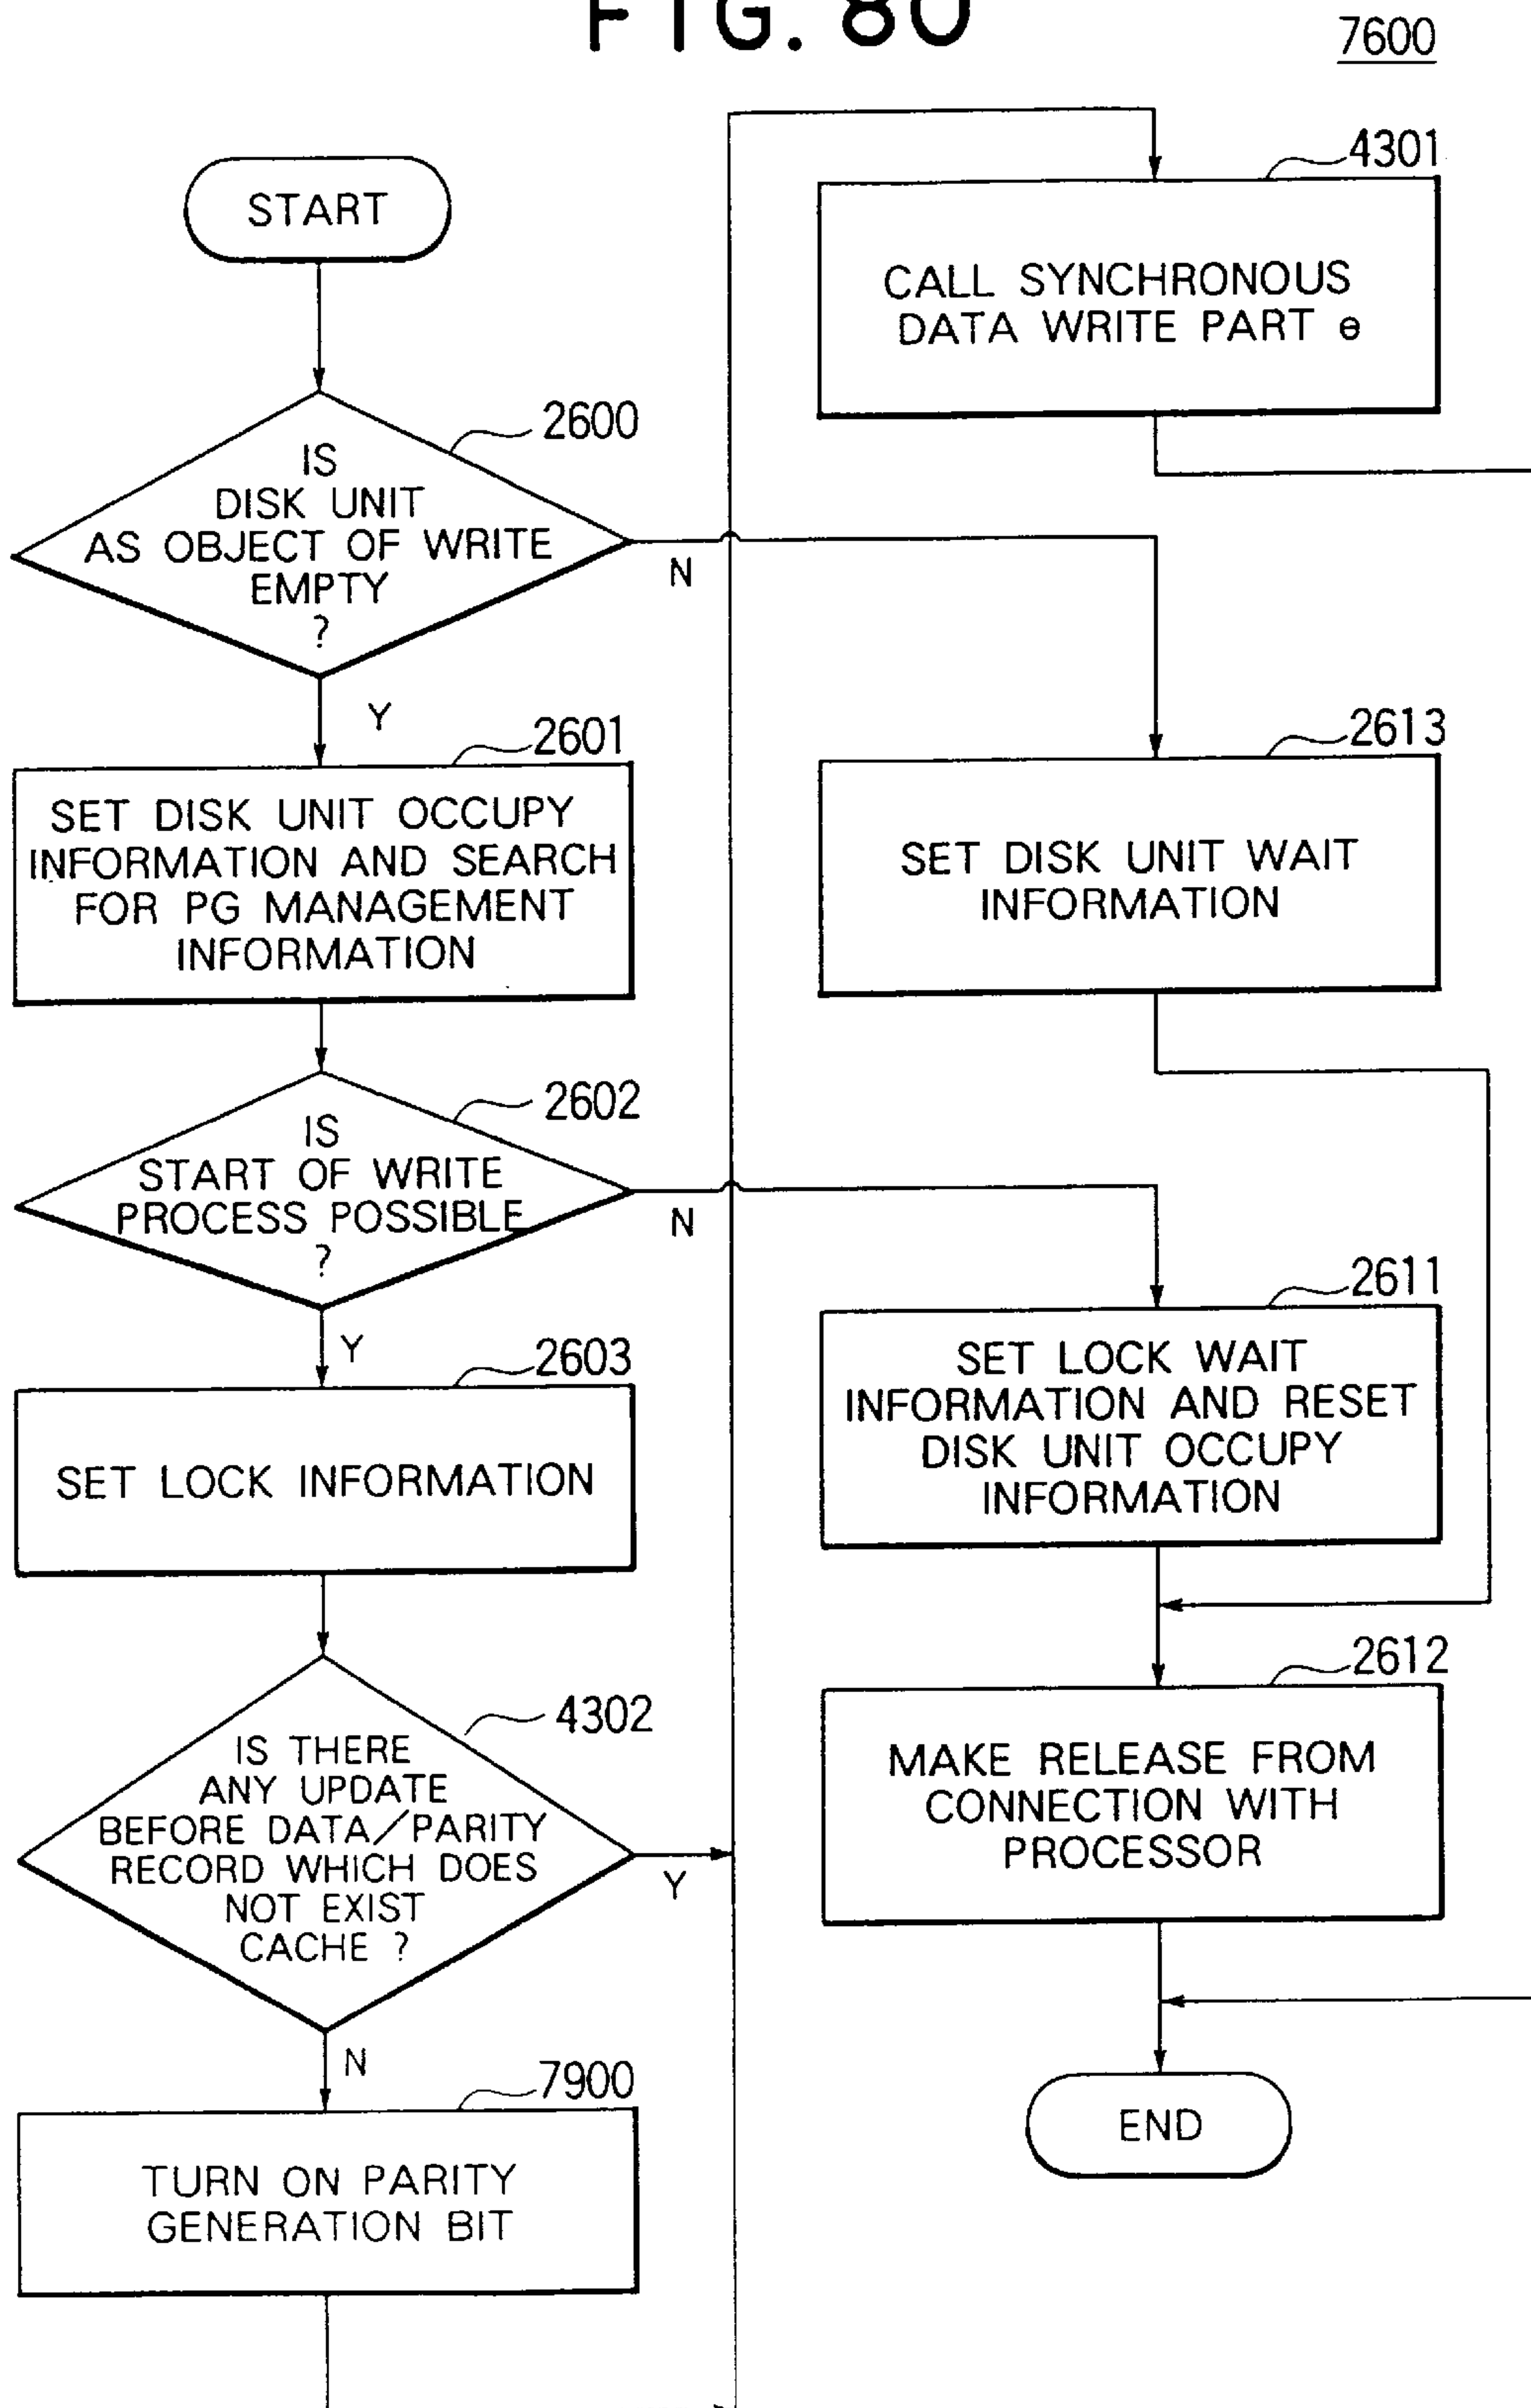 FIG. 80
7600
START
2600
IS
DISK UNIT
AS OBJECT OF WRITE
EMPTY
?
N
Y
2601
SET DISK UNIT OCCUPY
INFORMATION AND SEARCH
FOR PG MANAGEMENT
INFORMATION
2602
IS
START OF WRITE
PROCESS POSSIBLE
?
N
Y
2603
SET LOCK INFORMATION
4302
IS THERE
ANY UPDATE
BEFORE DATA/PARITY
RECORD WHICH DOES
NOT EXIST
CACHE ?
Y
N
7900
TURN ON PARITY
GENERATION BIT
4301
CALL SYNCHRONOUS
DATA WRITE PART e
2613
SET DISK UNIT WAIT
INFORMATION
2611
SET LOCK WAIT
INFORMATION AND RESET
DISK UNIT OCCUPY
INFORMATION
2612
MAKE RELEASE FROM
CONNECTION WITH
PROCESSOR
END